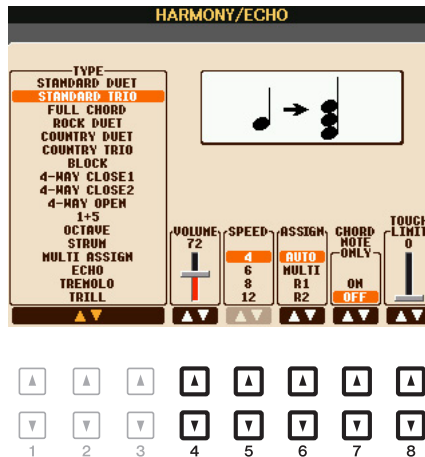 HARMONY/ECHO
TYPE
STANDARD DUET
STANDARD TRIO
FULL CHORD
ROCK DUET
COUNTRY DUET
COUNTRY TRIO
BLOCK
4-WAY CLOSE1
4-WAY CLOSE2
4-WAY OPEN
1+5
OCTAVE
STRUM
MULTI ASSIGN
ECHO
TREMOLO
TRILL
VOLUME
72
SPEED
4
6
8
12
ASSIGN
AUTO
MULTI
R1
R2
CHORD
NOTE
ONLY
ON
OFF
TOUCH
LIMIT
0
1 2 3 4 5 6 7 8